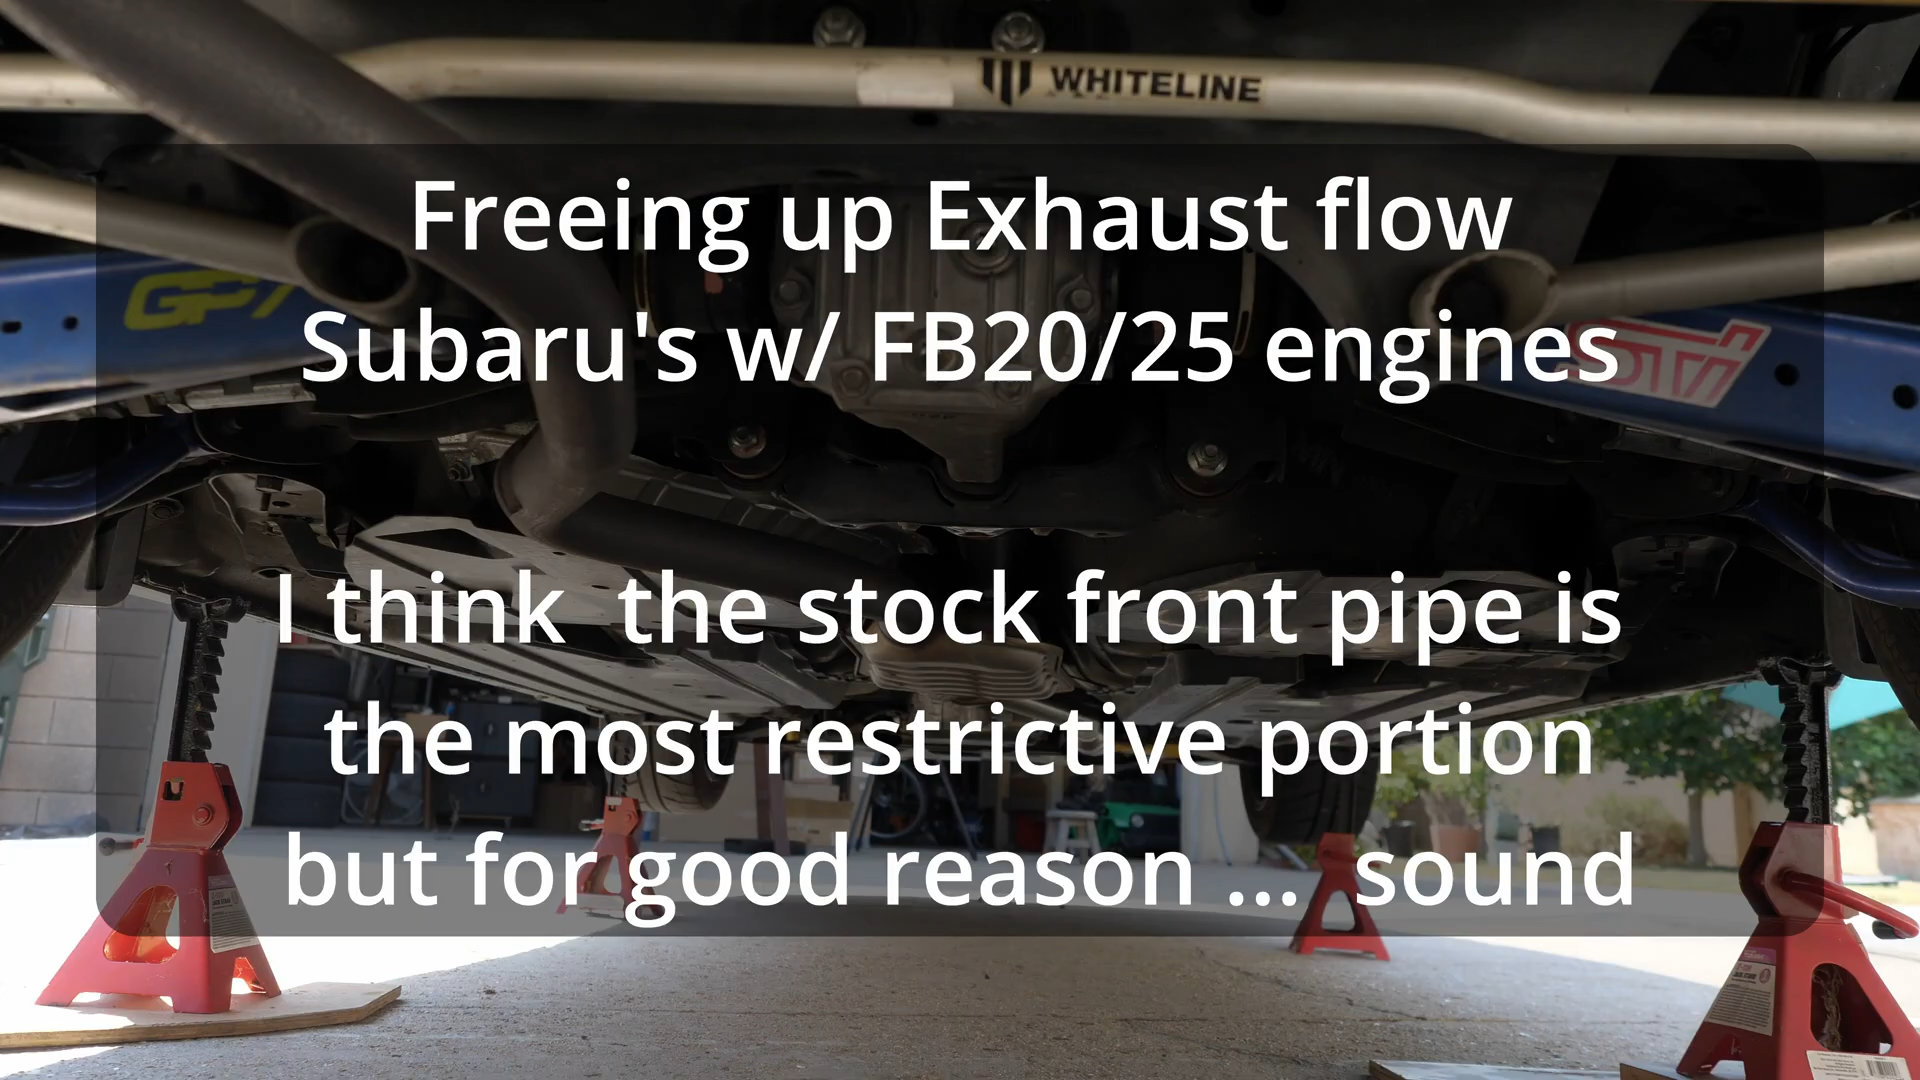 WHITELINE
Freeing up Exhaust flow
Subaru's w/ FB20/25 engines
STI
I think  the stock front pipe is
the most restrictive portion
but for good reason ...  sound